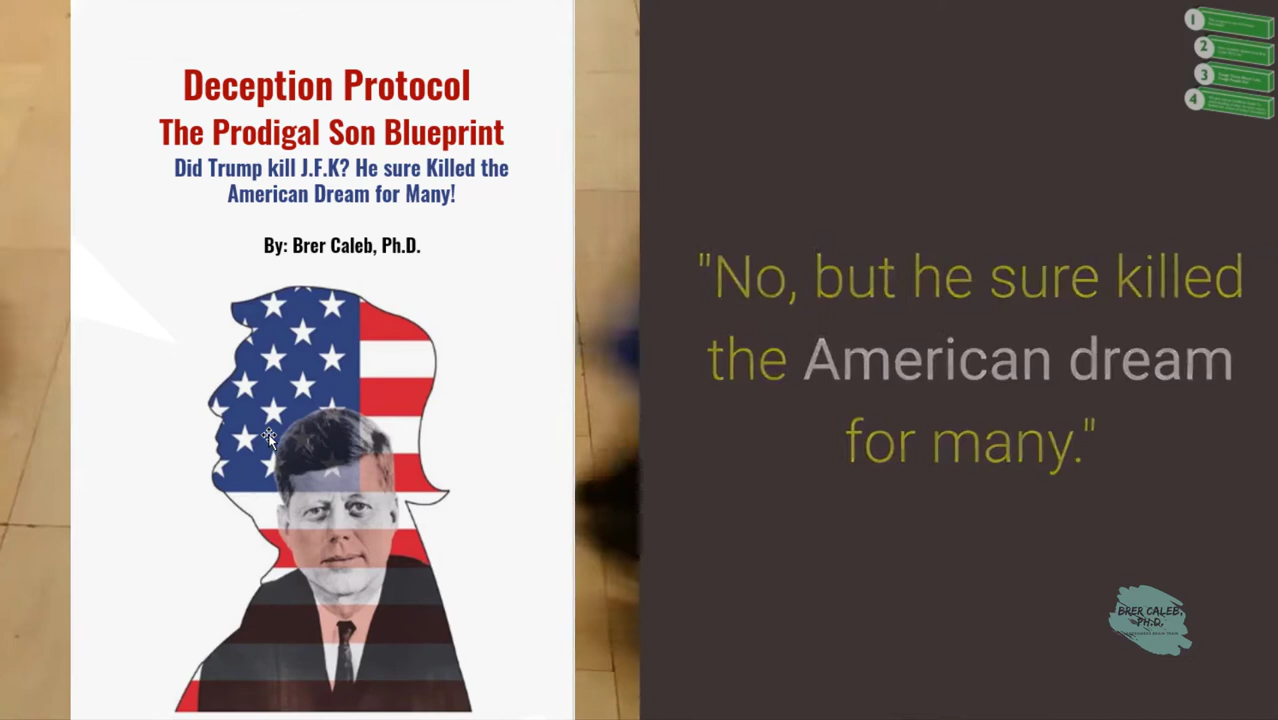 Deception Protocol
The Prodigal Son Blueprint
Did Trump kill J.F.K? He sure Killed the
American Dream for Many!
By: Brer Caleb, Ph.D.
"No, but he sure killed
the American dream
for many."
1
2
3
4
BRER CALEB,
PH.D.